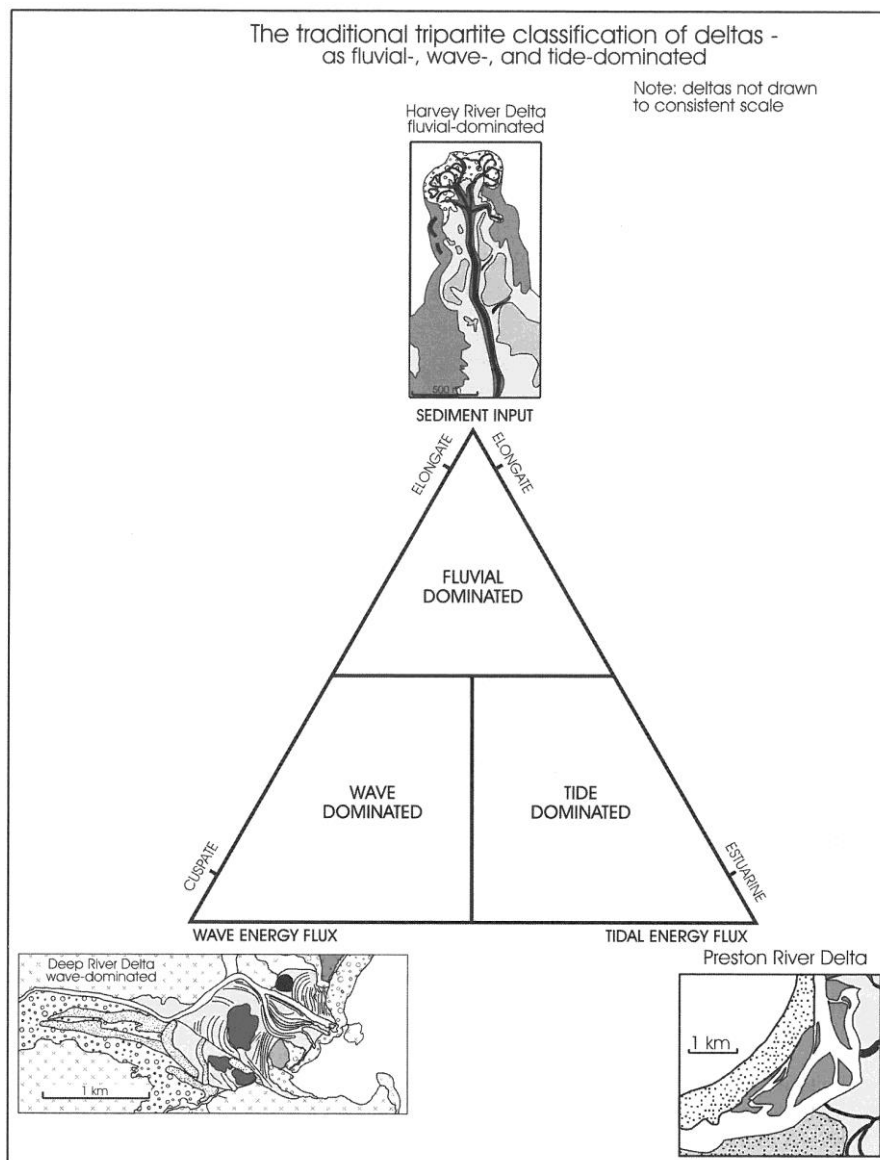 The traditional tripartite classification of deltas -
as fluvial-, wave-, and tide-dominated
Note: deltas not drawn
to consistent scale
Harvey River Delta
fluvial-dominated
500 m
SEDIMENT INPUT
ELONGATE
ELONGATE
FLUVIAL
DOMINATED
WAVE
DOMINATED
TIDE
DOMINATED
CUSPATE
ESTUARINE
WAVE ENERGY FLUX
TIDAL ENERGY FLUX
Deep River Delta
wave-dominated
1 km
Preston River Delta
1 km